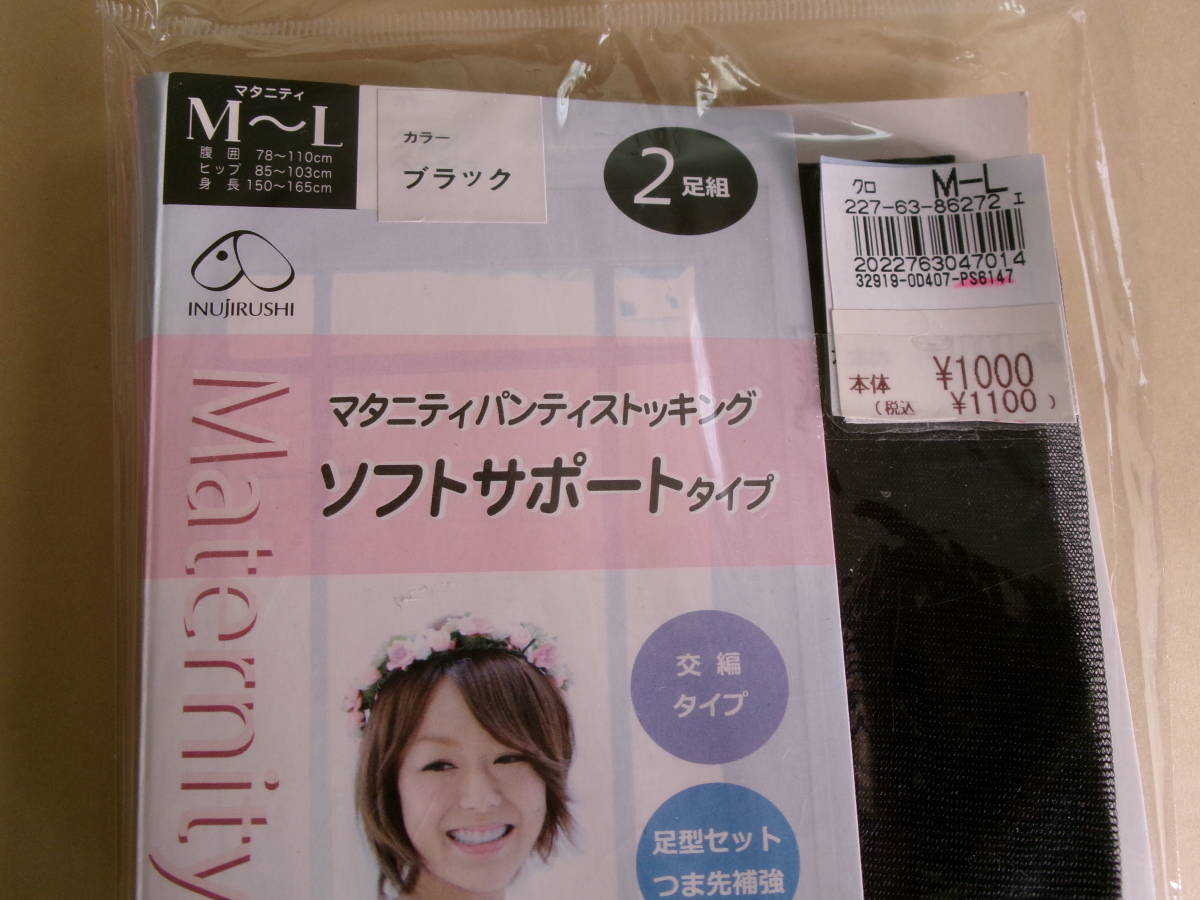 マタニティ
M～L
腹囲 78～110cm
ヒップ 85～103cm
身長 150～165cm
カラー
ブラック
2足組
クロ M-L
227-63-86272 エ
2022763047014
32919-0D407-PS6147
本体 ¥1000
(税込 ¥1100)
INUJIRUSHI
Maternity
マタニティパンティストッキング
ソフトサポートタイプ
交編
タイプ
足型セット
つま先補強